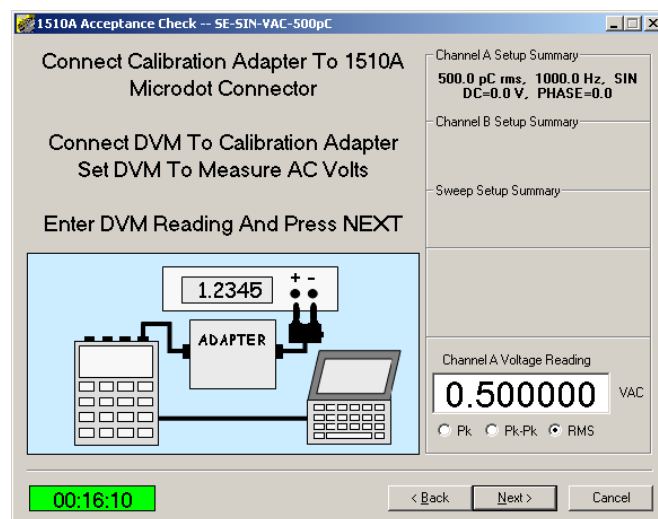 1510A Acceptance Check -- SE-SIN-VAC-500pC
Connect Calibration Adapter To 1510A
Microdot Connector
Connect DVM To Calibration Adapter
Set DVM To Measure AC Volts
Enter DVM Reading And Press NEXT
1.2345
+ -
ADAPTER
Channel A Setup Summary
500.0 pC rms, 1000.0 Hz, SIN
DC=0.0 V, PHASE=0.0
Channel B Setup Summary
Sweep Setup Summary
Channel A Voltage Reading
0.500000 VAC
Pk Pk-Pk RMS
00:16:10
< Back Next > Cancel